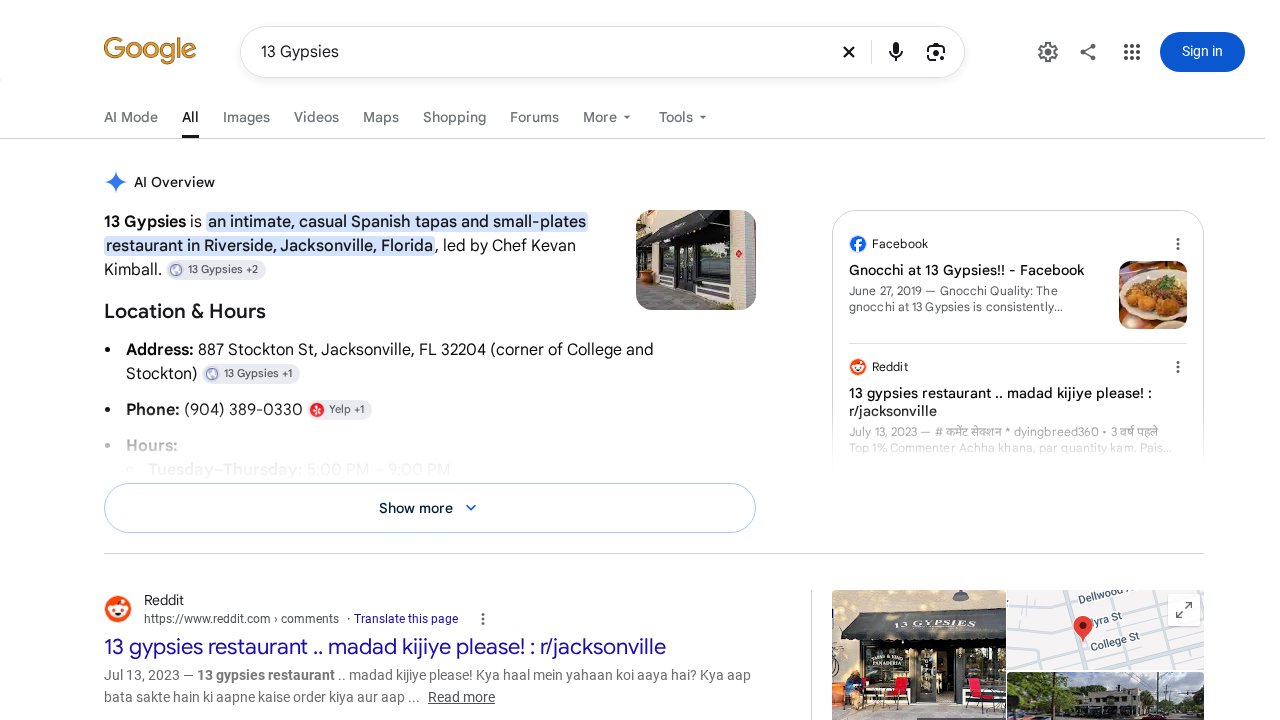 Google
13 Gypsies
Sign in
AI Mode
All
Images
Videos
Maps
Shopping
Forums
More
Tools
AI Overview
13 Gypsies is an intimate, casual Spanish tapas and small-plates
restaurant in Riverside, Jacksonville, Florida, led by Chef Kevan
Kimball. 13 Gypsies +2
Location & Hours
• Address: 887 Stockton St, Jacksonville, FL 32204 (corner of College and
Stockton) 13 Gypsies +1
• Phone: (904) 389-0330 Yelp +1
• Hours:
Tuesday–Thursday: 5:00 PM – 9:00 PM
Show more
Facebook
Gnocchi at 13 Gypsies!! - Facebook
June 27, 2019 — Gnocchi Quality: The
gnocchi at 13 Gypsies is consistently...
Reddit
13 gypsies restaurant .. madad kijiye please! :
r/jacksonville
July 13, 2023 — # कमेंट सेक्शन * dyingbreed360 • 3 वर्ष पहले
Top 1% Commenter Achha khana, par quantity kam. Pais...
Reddit
https://www.reddit.com › comments · Translate this page
13 gypsies restaurant .. madad kijiye please! : r/jacksonville
Jul 13, 2023 — 13 gypsies restaurant .. madad kijiye please! Kya haal mein yahaan koi aaya hai? Kya aap
bata sakte hain ki aapne kaise order kiya aur aap ... Read more
13 GYPSIES
TAPAS & VINO
PANADERIA
College St